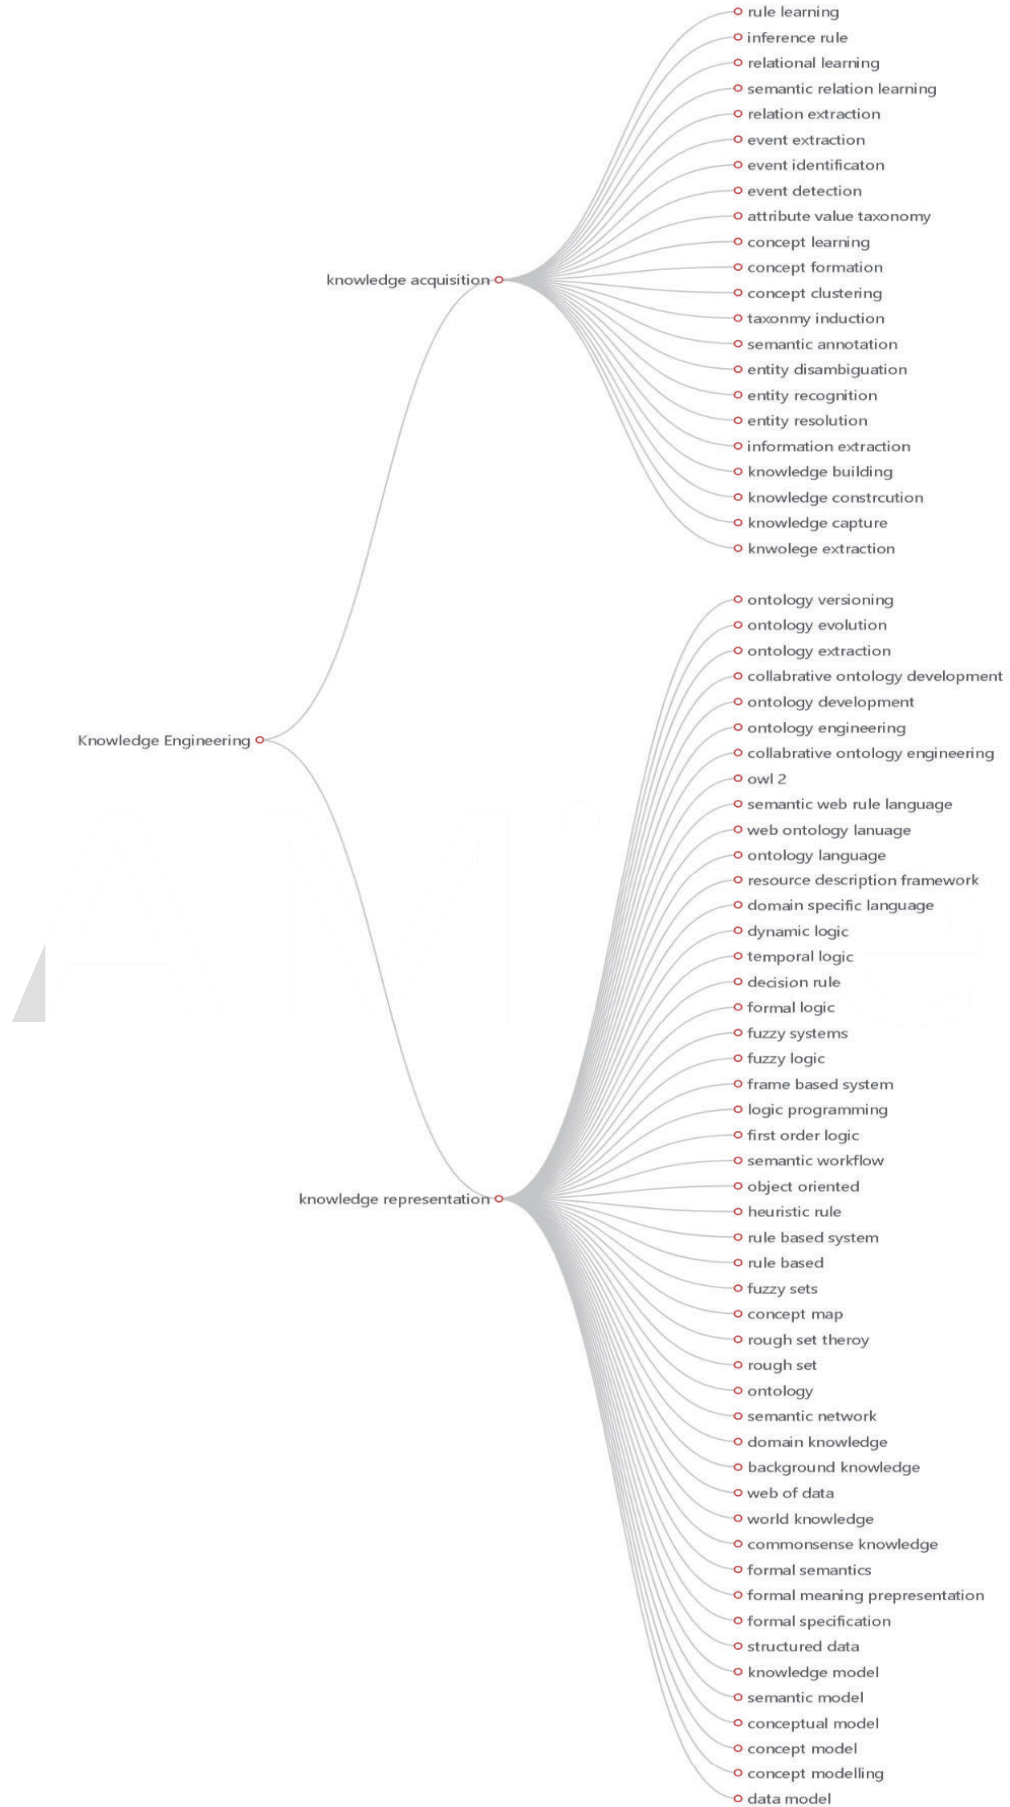 rule learning
inference rule
relational learning
semantic relation learning
relation extraction
event extraction
event identificaton
event detection
attribute value taxonomy
concept learning
concept formation
knowledge acquisition
concept clustering
taxonmy induction
semantic annotation
entity disambiguation
entity recognition
entity resolution
information extraction
knowledge building
knowledge constrcution
knowledge capture
knwolege extraction
ontology versioning
ontology evolution
ontology extraction
collabrative ontology development
ontology development
ontology engineering
Knowledge Engineering
collabrative ontology engineering
owl 2
semantic web rule language
web ontology lanuage
ontology language
resource description framework
domain specific language
dynamic logic
temporal logic
decision rule
formal logic
fuzzy systems
fuzzy logic
frame based system
logic programming
first order logic
semantic workflow
object oriented
knowledge representation
heuristic rule
rule based system
rule based
fuzzy sets
concept map
rough set theroy
rough set
ontology
semantic network
domain knowledge
background knowledge
web of data
world knowledge
commonsense knowledge
formal semantics
formal meaning prepresentation
formal specification
structured data
knowledge model
semantic model
conceptual model
concept model
concept modelling
data model